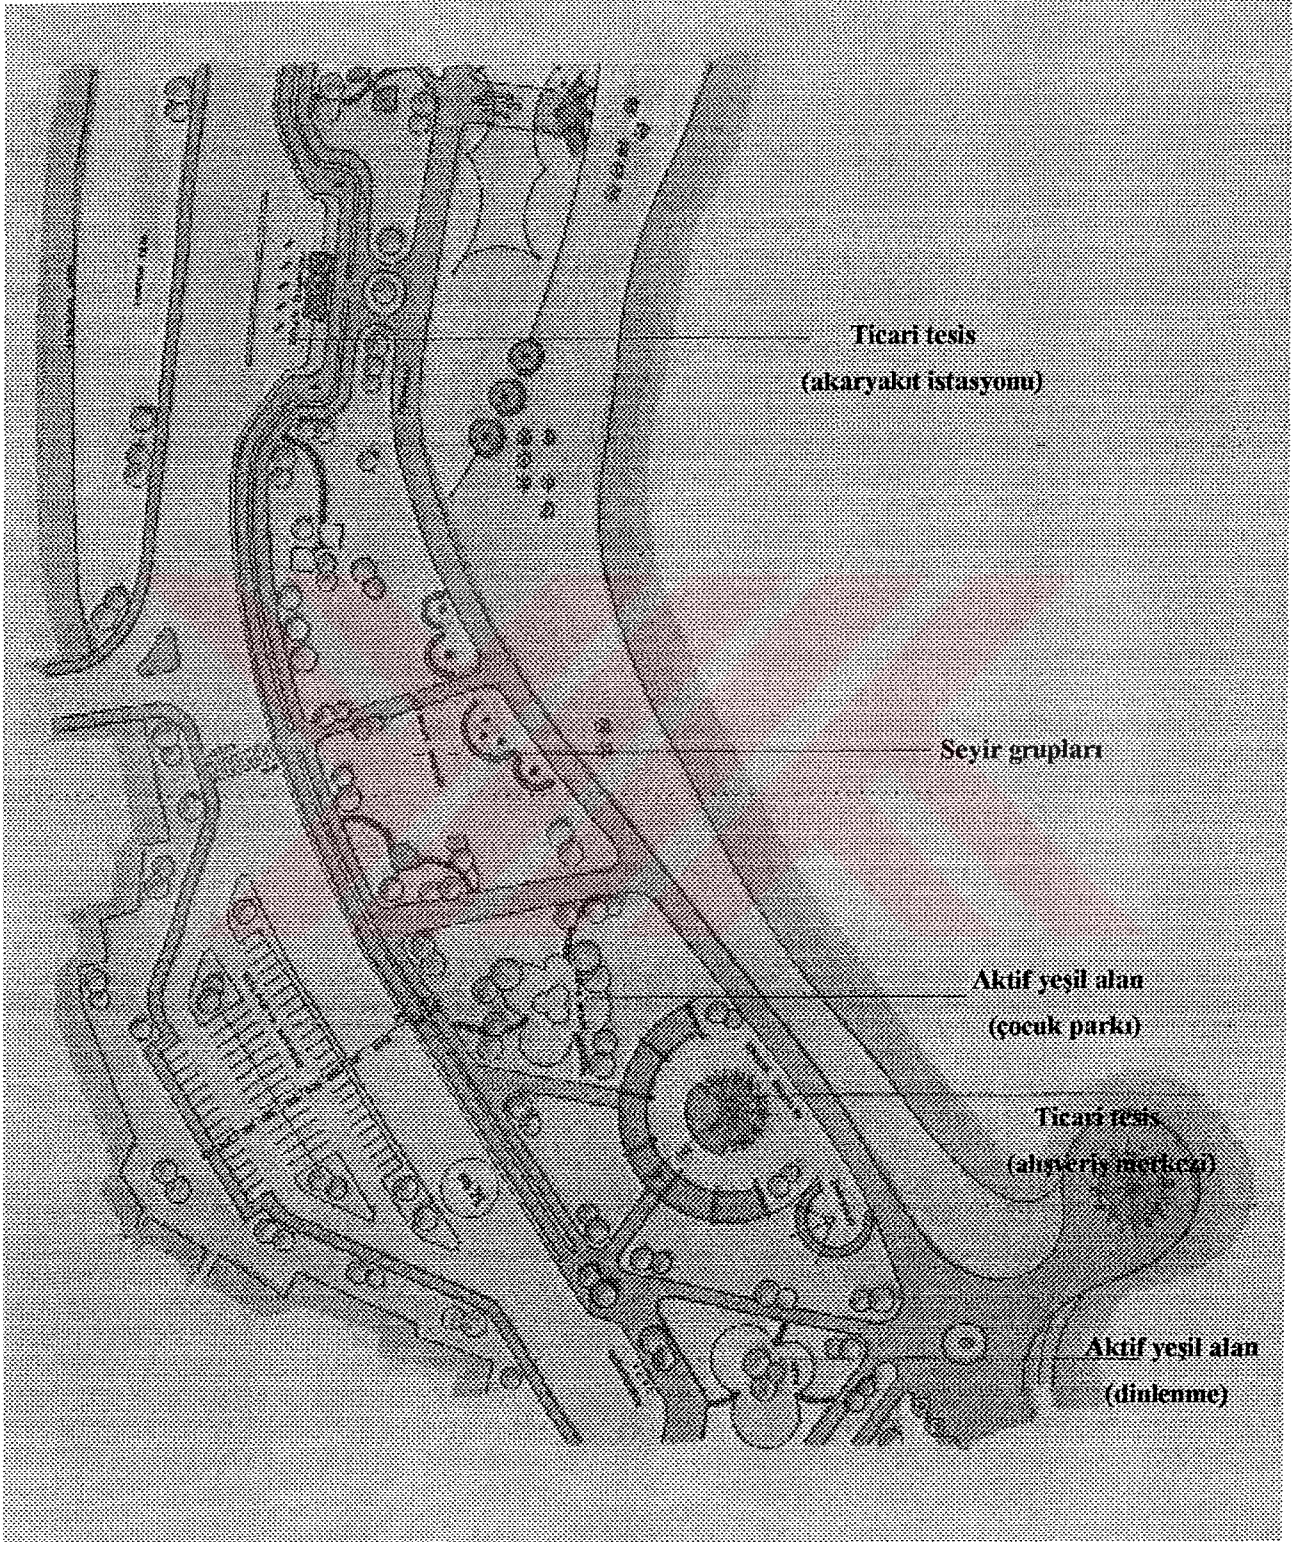 Ticari tesis
(akaryakıt istasyonu)
Seyir grupları
Aktif yeşil alan
(çocuk parkı)
Ticari tesis
(alışveriş merkezi)
Aktif yeşil alan
(dinlenme)